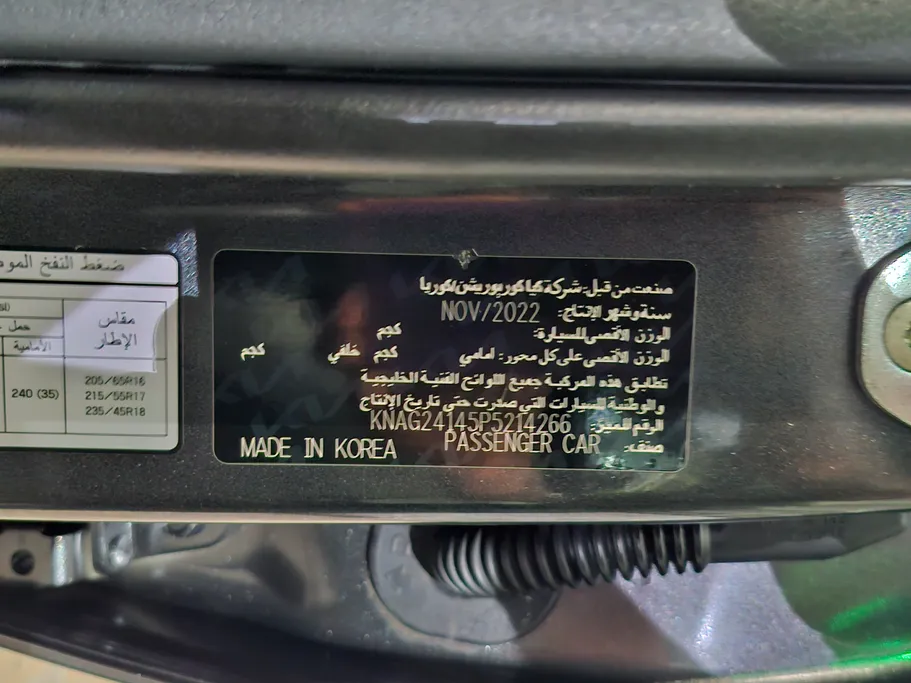 ضغط النفخ
مقاس
الإطار
حمل
الأمامية
205/65R16
215/55R17
235/45R18
240 (35)
صنعت من قبل: شركة كيا كوربوريشن/كوريا
سنة وشهر الإنتاج: NOV/2022
الوزن الأقصى للسيارة: كجم
الوزن الأقصى على كل محور: امامي كجم خلفي كجم
تطابق هذه المركبة جميع اللوائح الفنية الخليجية
والوطنية للسيارات التي صدرت حتى تاريخ الإنتاج
الرقم المميز: KNAG24145P5214266
صنف: PASSENGER CAR
MADE IN KOREA